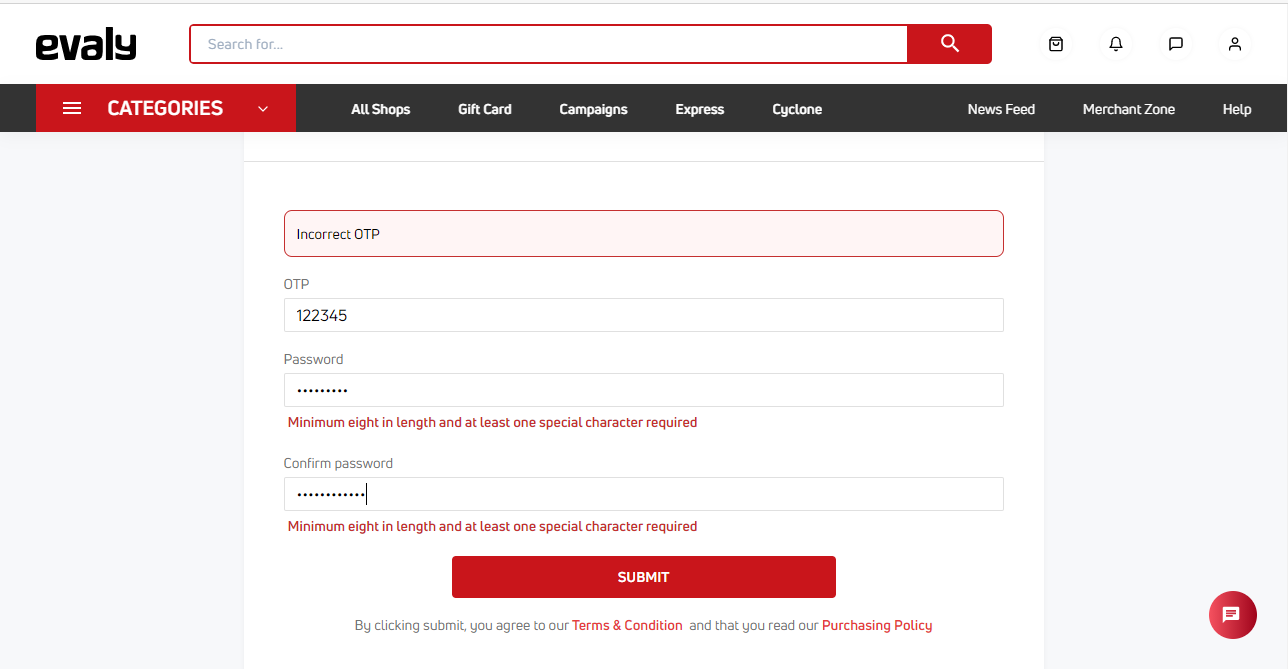 evaly
Search for...
CATEGORIES All Shops Gift Card Campaigns Express Cyclone News Feed Merchant Zone Help
Incorrect OTP
OTP
122345
Password
•••••••••
Minimum eight in length and at least one special character required
Confirm password
••••••••••••
Minimum eight in length and at least one special character required
SUBMIT
By clicking submit, you agree to our Terms & Condition and that you read our Purchasing Policy